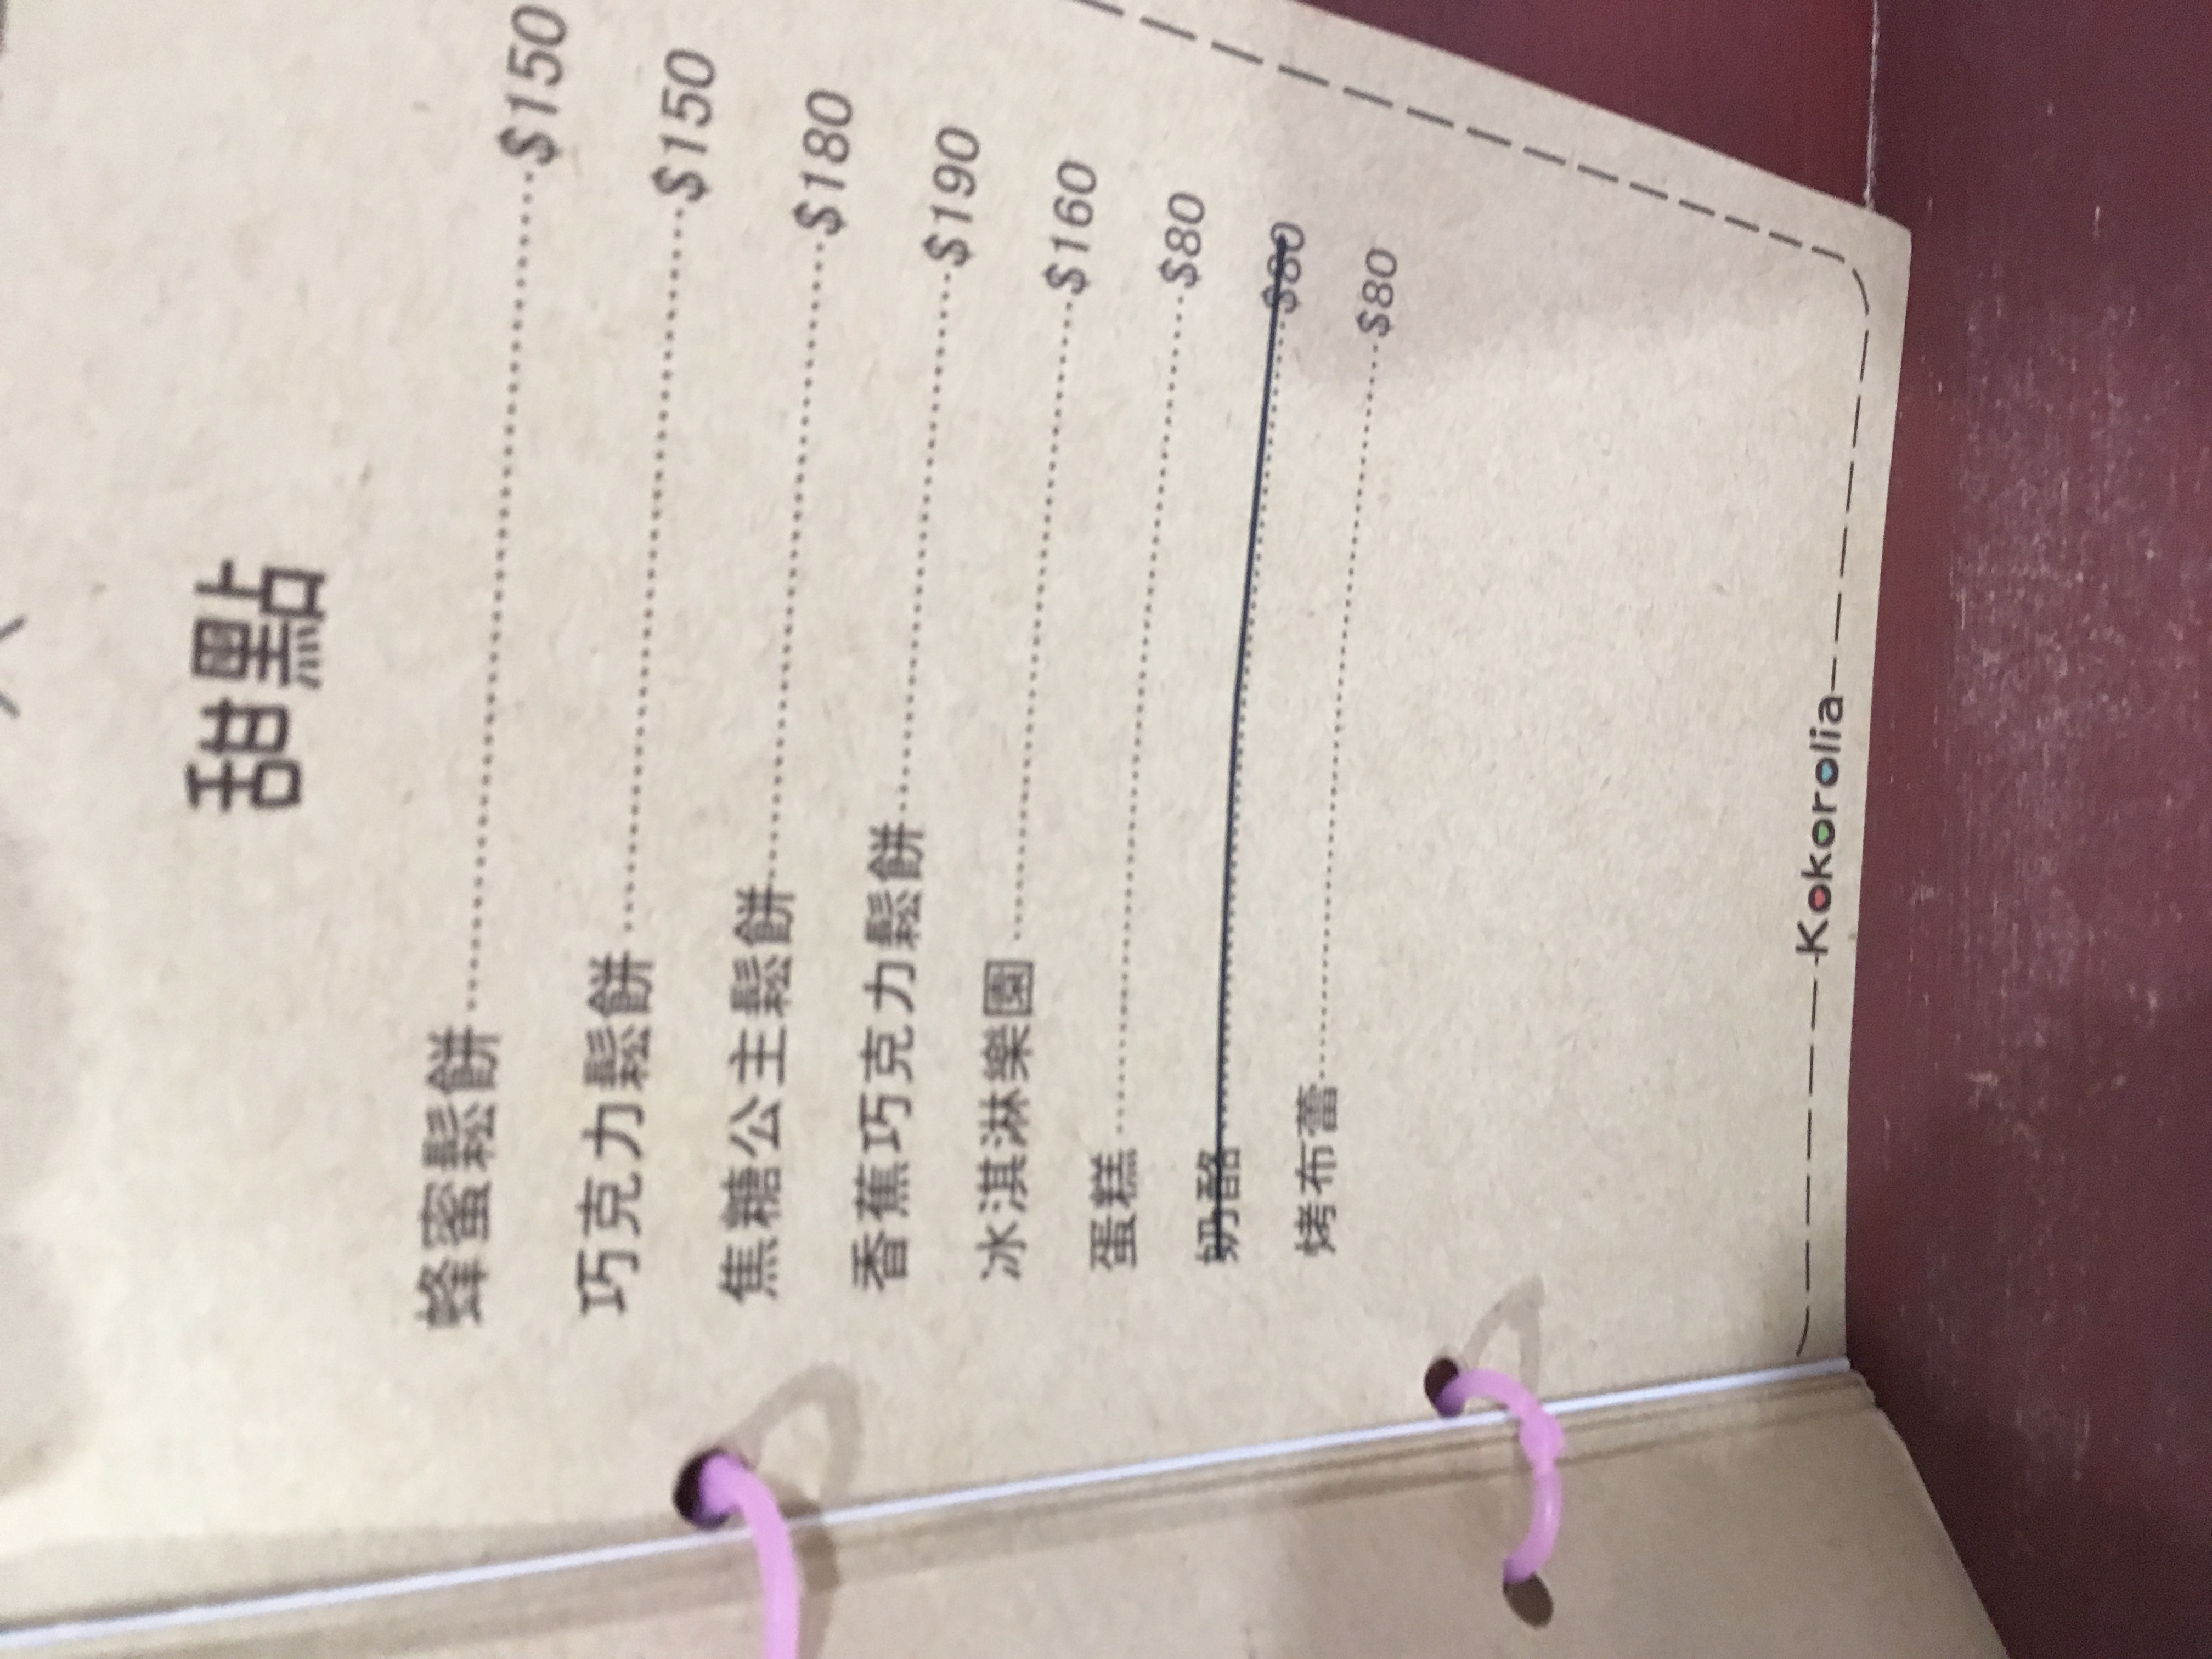 甜點
蜂蜜鬆餅 $150
巧克力鬆餅 $150
焦糖公主鬆餅 $180
香蕉巧克力鬆餅 $190
冰淇淋樂園 $160
蛋糕 $80
奶酪 $80
烤布蕾 $80
Kokorolia